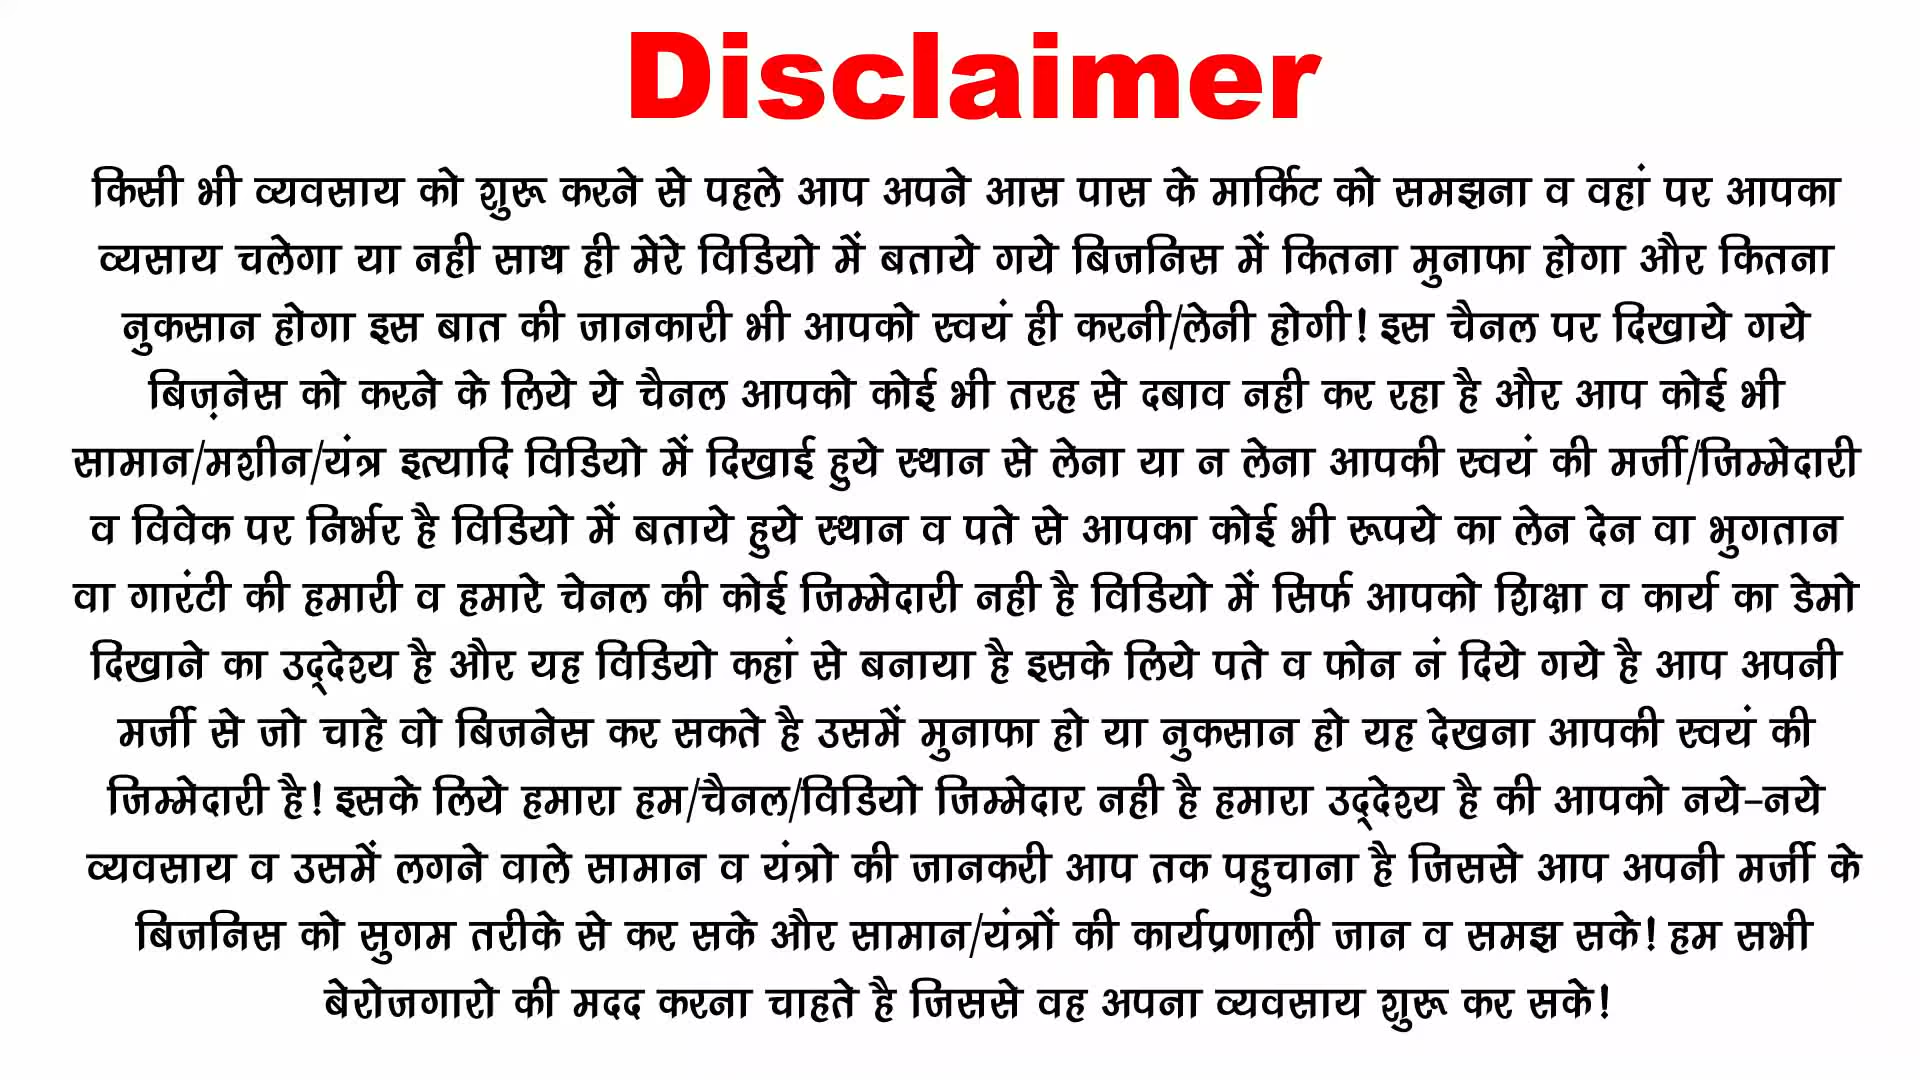 Disclaimer
किसी भी व्यवसाय को शुरू करने से पहले आप अपने आस पास के मार्किट को समझना व वहां पर आपका
व्यसाय चलेगा या नही साथ ही मेरे विडियो में बताये गये बिजनिस में कितना मुनाफा होगा और कितना
नुकसान होगा इस बात की जानकारी भी आपको स्वयं ही करनी/लेनी होगी! इस चैनल पर दिखाये गये
बिज़नेस को करने के लिये ये चैनल आपको कोई भी तरह से दबाव नही कर रहा है और आप कोई भी
सामान/मशीन/यंत्र इत्यादि विडियो में दिखाई हुये स्थान से लेना या न लेना आपकी स्वयं की मर्जी/जिम्मेदारी
व विवेक पर निर्भर है विडियो में बताये हुये स्थान व पते से आपका कोई भी रूपये का लेन देन वा भुगतान
वा गारंटी की हमारी व हमारे चेनल की कोई जिम्मेदारी नही है विडियो में सिर्फ आपको शिक्षा व कार्य का डेमो
दिखाने का उद्देश्य है और यह विडियो कहां से बनाया है इसके लिये पते व फोन नं दिये गये है आप अपनी
मर्जी से जो चाहे वो बिजनेस कर सकते है उसमें मुनाफा हो या नुकसान हो यह देखना आपकी स्वयं की
जिम्मेदारी है! इसके लिये हमारा हम/चैनल/विडियो जिम्मेदार नही है हमारा उद्देश्य है की आपको नये-नये
व्यवसाय व उसमें लगने वाले सामान व यंत्रो की जानकरी आप तक पहुचाना है जिससे आप अपनी मर्जी के
बिजनिस को सुगम तरीके से कर सके और सामान/यंत्रों की कार्यप्रणाली जान व समझ सके! हम सभी
बेरोजगारो की मदद करना चाहते है जिससे वह अपना व्यवसाय शुरू कर सके!